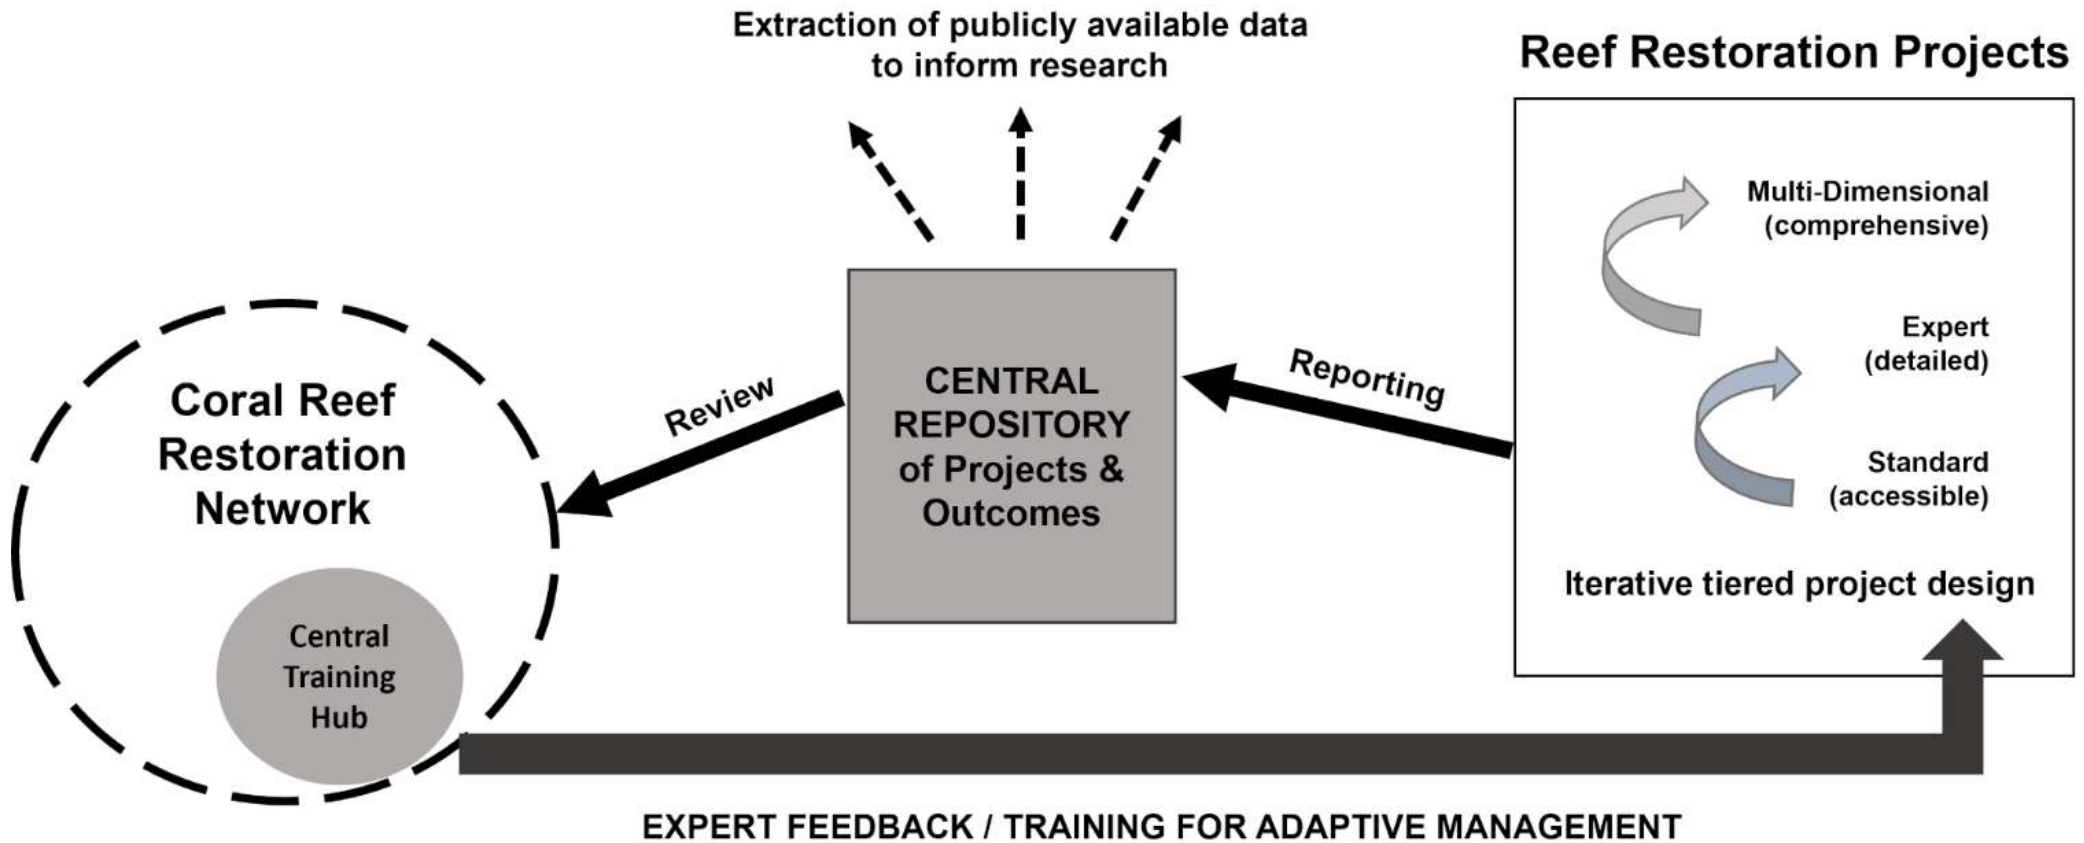 Extraction of publicly available data
to inform research
Reef Restoration Projects
Multi-Dimensional
(comprehensive)
Expert
(detailed)
Standard
(accessible)
Iterative tiered project design
Reporting
CENTRAL
REPOSITORY
of Projects &
Outcomes
Review
Coral Reef
Restoration
Network
Central
Training
Hub
EXPERT FEEDBACK / TRAINING FOR ADAPTIVE MANAGEMENT